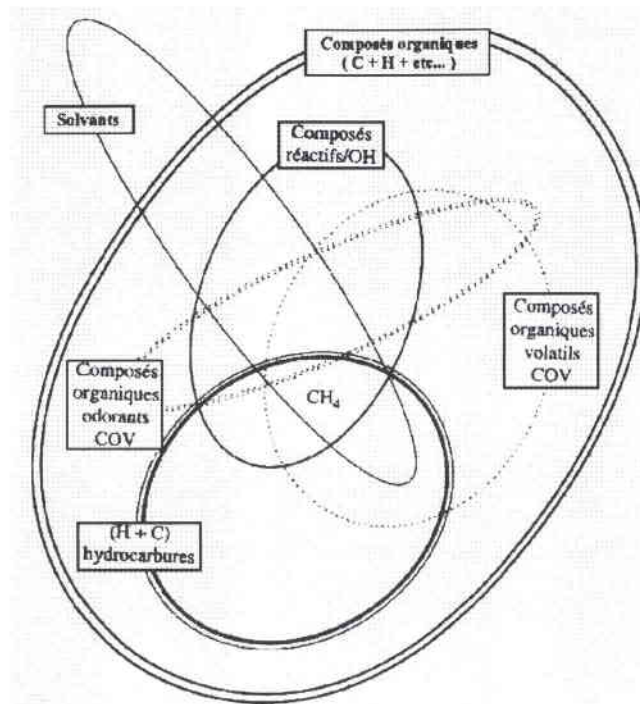 Composés organiques
( C + H + etc... )
Solvants
Composés
réactifs/OH
Composés
organiques
volatils
COV
Composés
organiques
odorants
COV
CH4
(H + C)
hydrocarbures